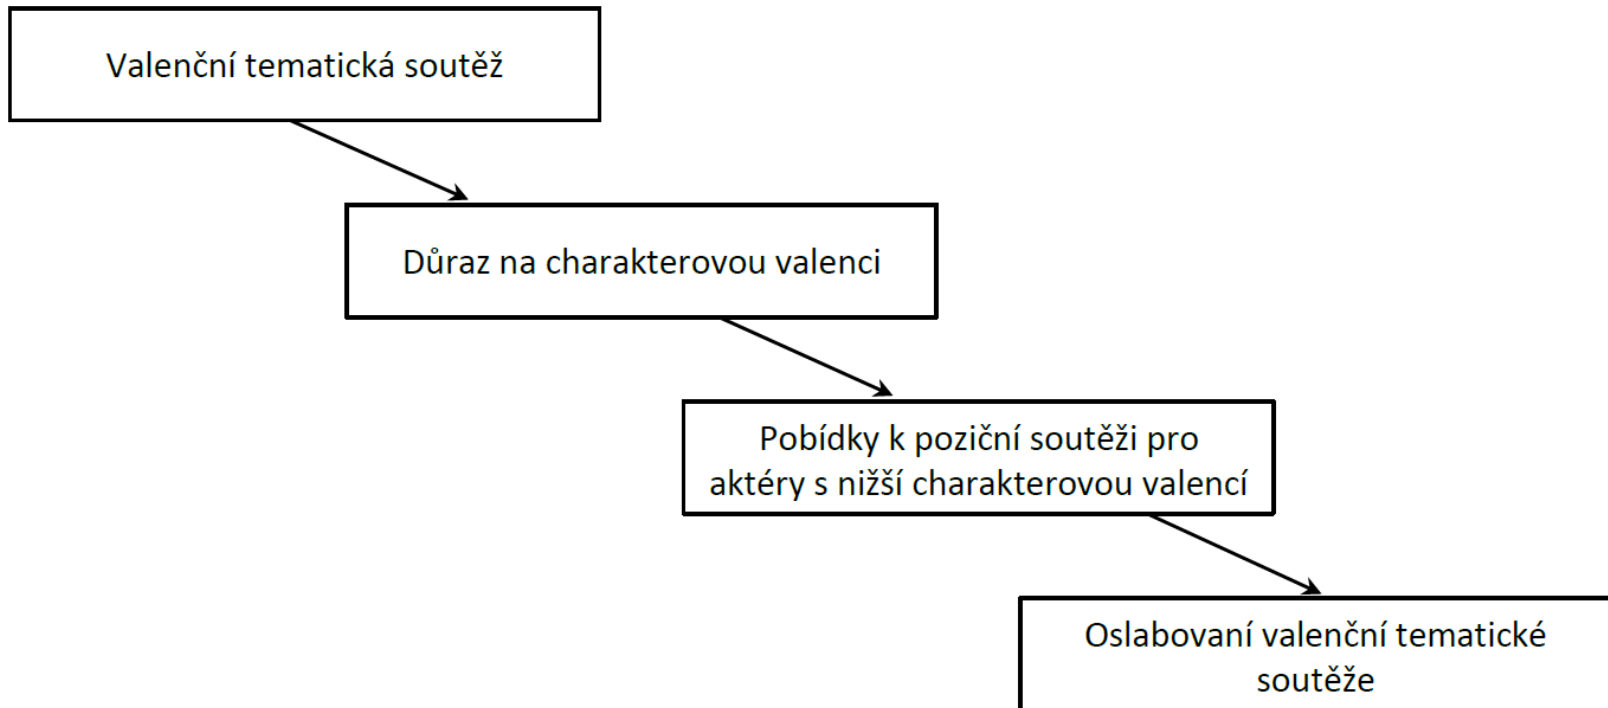 Valenční tematická soutěž
Důraz na charakterovou valenci
Pobídky k poziční soutěži pro
aktéry s nižší charakterovou valencí
Oslabovaní valenční tematické
soutěže